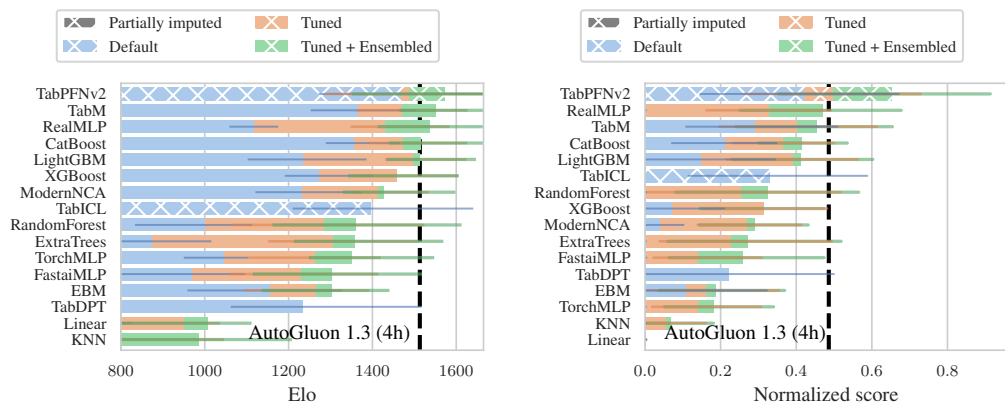 Partially imputed Tuned
Default Tuned + Ensembled
TabPFNv2
TabM
RealMLP
CatBoost
LightGBM
XGBoost
ModernNCA
TabICL
RandomForest
ExtraTrees
TorchMLP
FastaiMLP
EBM
TabDPT
Linear
KNN
AutoGluon 1.3 (4h)
800 1000 1200 1400 1600
Elo
Partially imputed Tuned
Default Tuned + Ensembled
TabPFNv2
RealMLP
TabM
CatBoost
LightGBM
TabICL
RandomForest
XGBoost
ModernNCA
ExtraTrees
FastaiMLP
TabDPT
EBM
TorchMLP
KNN
Linear
AutoGluon 1.3 (4h)
0.0 0.2 0.4 0.6 0.8 1.0
Normalized score